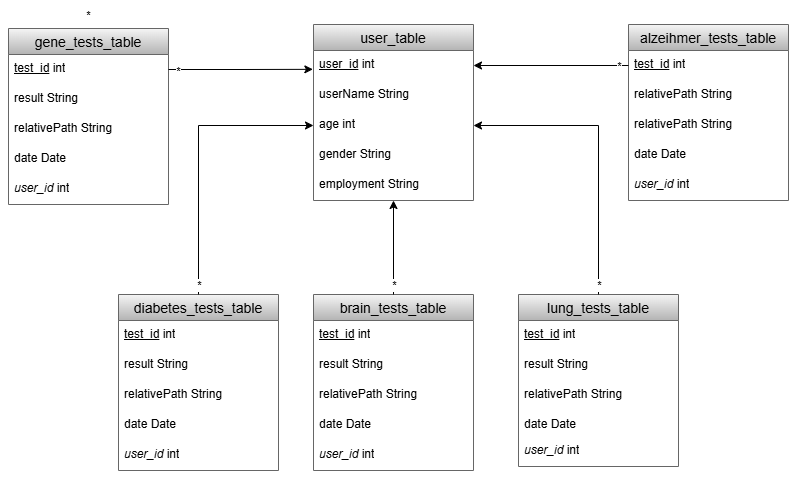 *
gene_tests_table
test_id int
result String
relativePath String
date Date
user_id int
*
user_table
user_id int
userName String
age int
gender String
employment String
*
alzeihmer_tests_table
test_id int
relativePath String
relativePath String
date Date
user_id int
*
diabetes_tests_table
test_id int
result String
relativePath String
date Date
user_id int
*
brain_tests_table
test_id int
result String
relativePath String
date Date
user_id int
*
lung_tests_table
test_id int
result String
relativePath String
date Date
user_id int